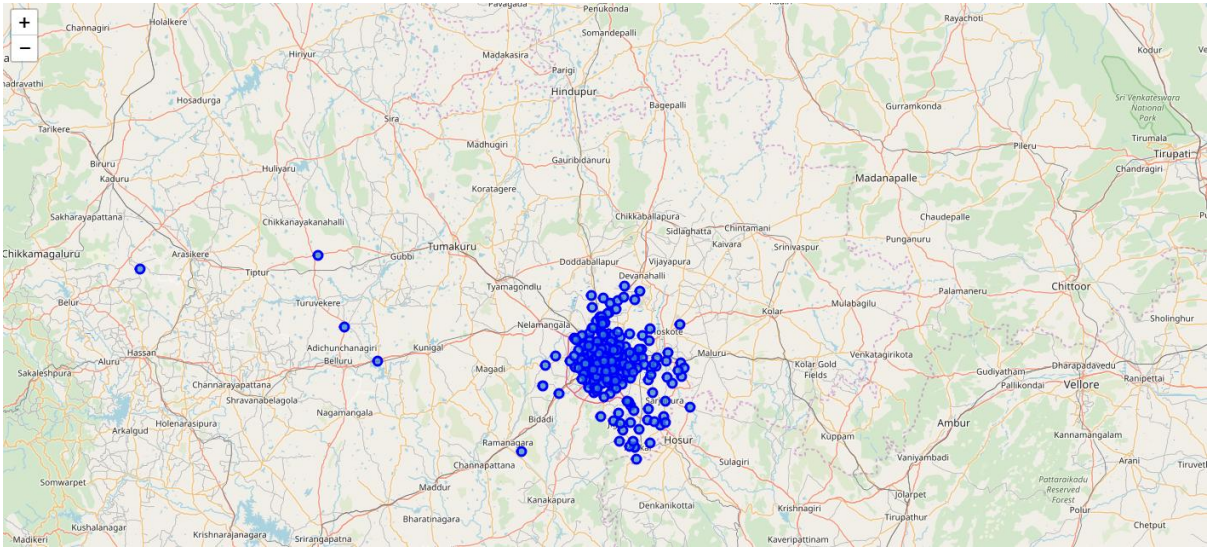 +
−
Channagiri
Holalkere
Pavagada
Penukonda
Rayachoti
Hiriyur
Madakasira
Somandepalli
Kodur
Parigi
Hindupur
Hosadurga
Bagepalli
Gurramkonda
Sri Venkateswara
National
Park
Tarikere
Sira
Madhugiri
Pileru
Tirumala
Tirupati
Biruru
Kaduru
Huliyaru
Gauribidanuru
Chandragiri
Koratagere
Madanapalle
Sakharayapattana
Chikkanayakanahalli
Chikkaballapura
Chaudepalle
Chikkamagaluru
Arasikere
Tumakuru
Sidlaghatta
Chintamani
Kaivara
Srinivaspur
Punganuru
Tiptur
Gubbi
Doddaballapur
Vijayapura
Devanahalli
Belur
Turuvekere
Tyamagondlu
Mulabagilu
Palamaneru
Chittoor
Kolar
Sholinghur
Nelamangala
Hassan
Aluru
Adichunchanagiri
Belluru
Kunigal
Maluru
Venkatagirikota
Sakaleshpura
Magadi
Kolar Gold
Fields
Gudiyatham
Dharapadavedu
Ranipettai
Channarayapattana
Pallikondai
Vellore
Shravanabelagola
Nagamangala
Bidadi
Arkalgud
Holenarasipura
Ramanagara
Hosur
Kuppam
Ambur
Kannamangalam
Channapattana
Sulagiri
Vaniyambadi
Arani
Somwarpet
Maddur
Kanakapura
Denkanikottai
Krishnagiri
Jolarpet
Pattaraikadu
Reserved
Forest
Polur
Kushalanagar
Bharatinagara
Tirupathur
Chetput
Madikeri
Krishnarajanagara
Srirangapatna
Kaveripattinam